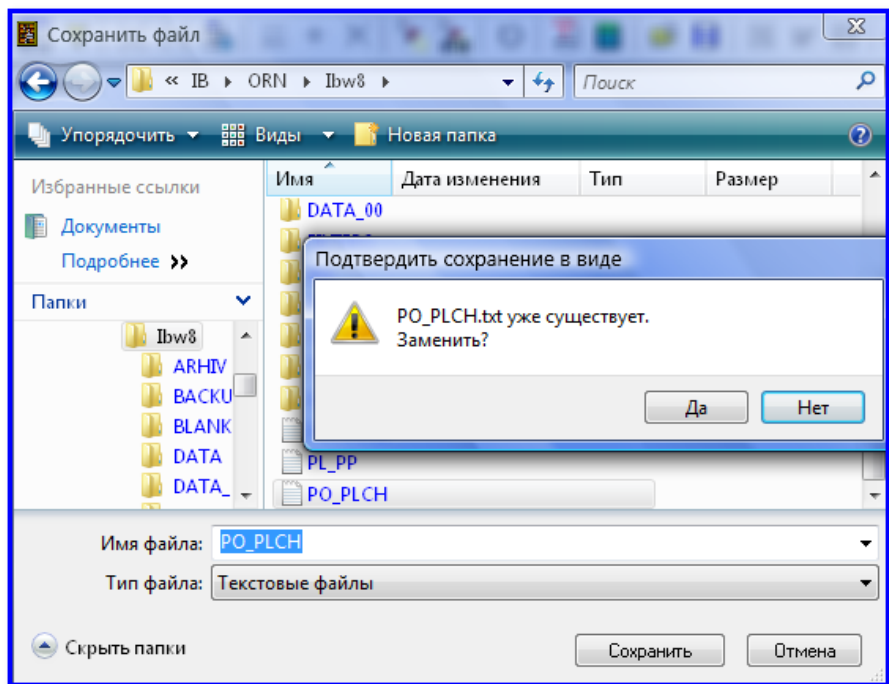 Сохранить файл
« IB ORN Ibw8 Поиск
Упорядочить Виды Новая папка
Избранные ссылки
Документы
Подробнее
Папки
Ibw8
ARHIV
BACKU
BLANK
DATA
DATA_
Имя Дата изменения Тип Размер
DATA_00
Подтвердить сохранение в виде
PO_PLCH.txt уже существует.
Заменить?
Да Нет
PL_PP
PO_PLCH
Имя файла: PO_PLCH
Тип файла: Текстовые файлы
Скрыть папки Сохранить Отмена